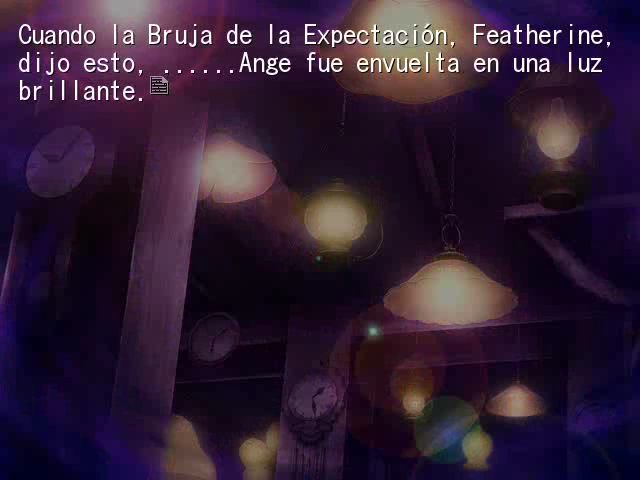 Cuando la Bruja de la Expectación, Featherine,
dijo esto, ......Ange fue envuelta en una luz
brillante.